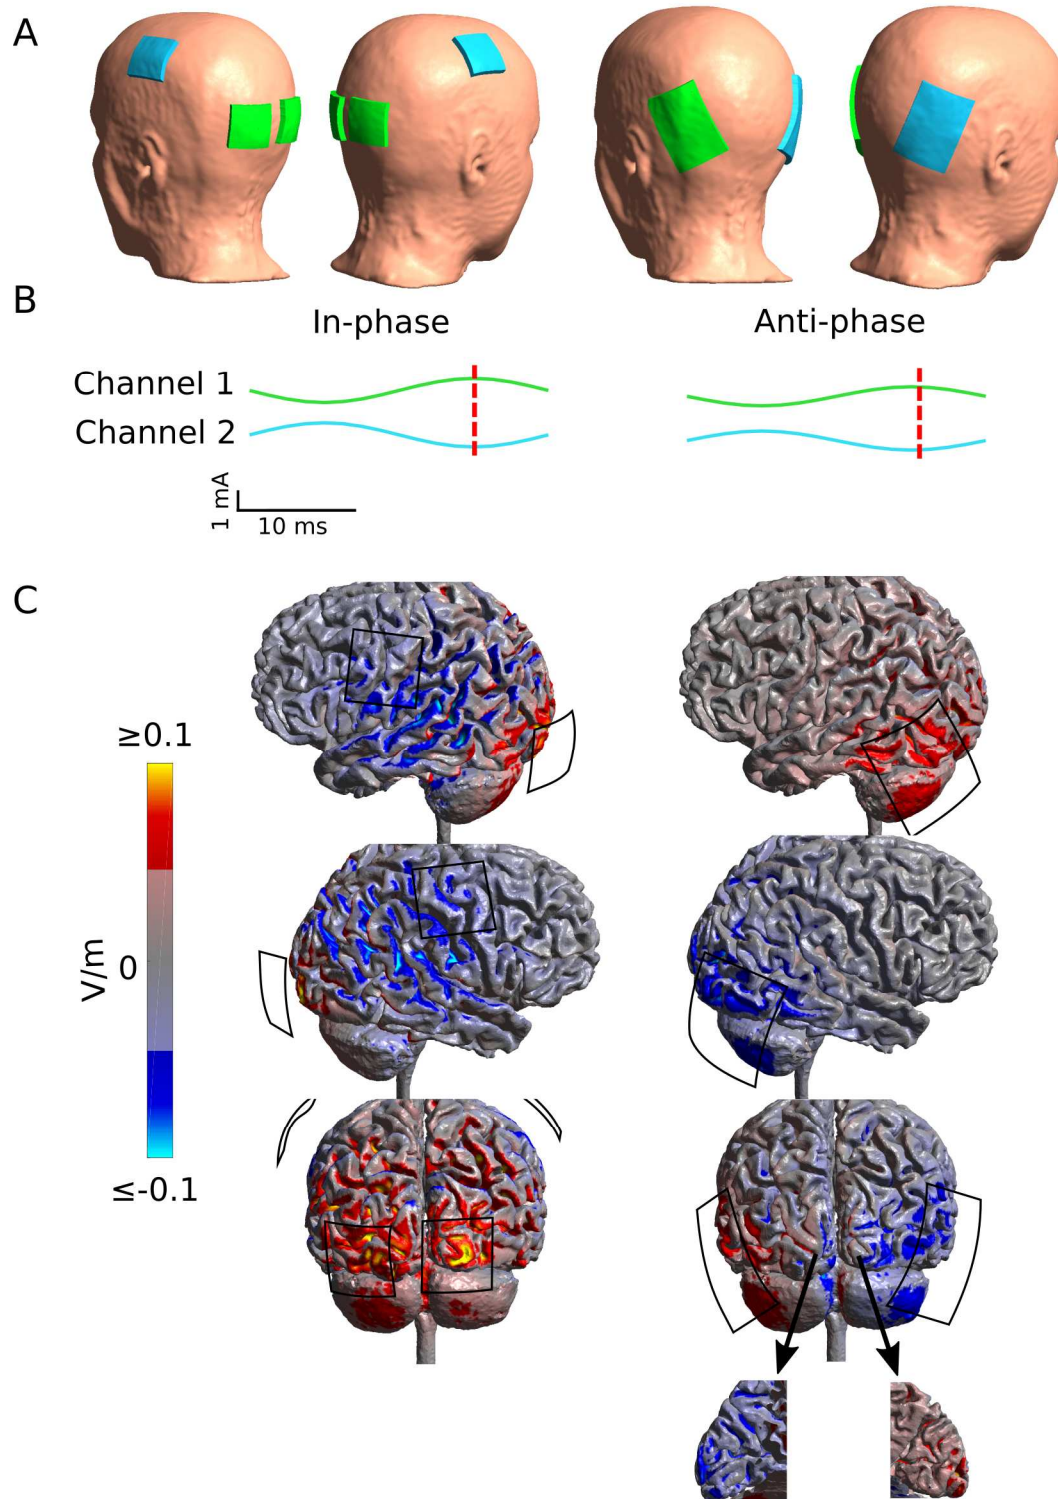 A
B
In-phase
Anti-phase
Channel 1
Channel 2
1 mA
10 ms
C
≥0.1
0
V/m
≤-0.1